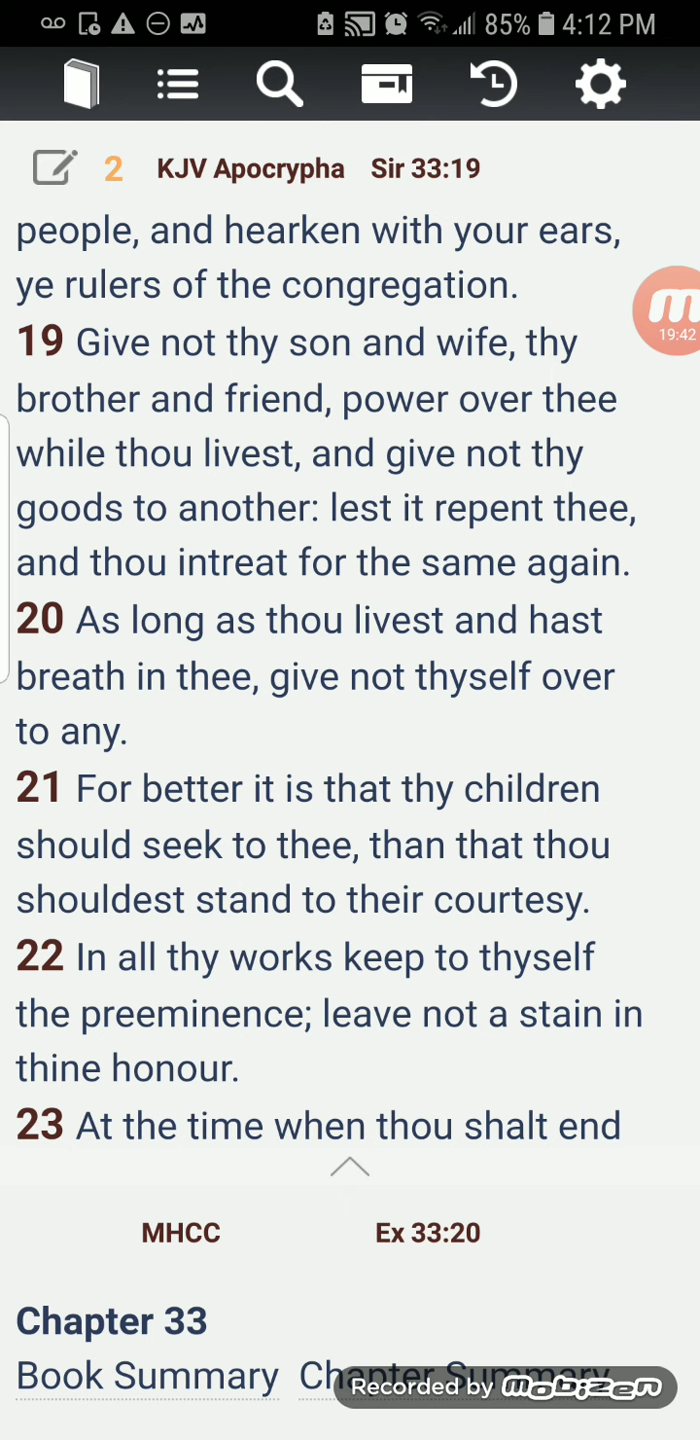 85% 4:12 PM
2 KJV Apocrypha Sir 33:19
people, and hearken with your ears,
ye rulers of the congregation.
19:42
19 Give not thy son and wife, thy
brother and friend, power over thee
while thou livest, and give not thy
goods to another: lest it repent thee,
and thou intreat for the same again.
20 As long as thou livest and hast
breath in thee, give not thyself over
to any.
21 For better it is that thy children
should seek to thee, than that thou
shouldest stand to their courtesy.
22 In all thy works keep to thyself
the preeminence; leave not a stain in
thine honour.
23 At the time when thou shalt end
MHCC Ex 33:20
Chapter 33
Book Summary Chapter Summary
Recorded by mobizen